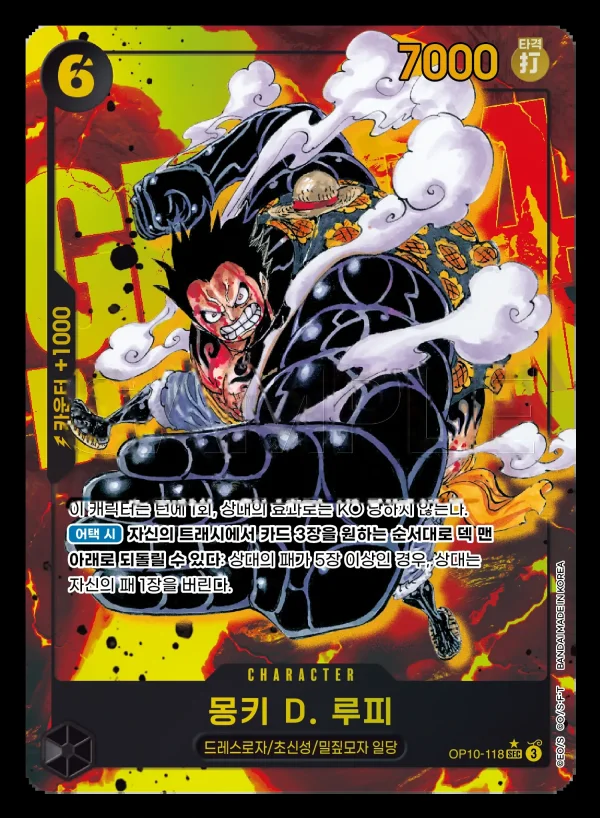 6
7000
타격
打
카운터 +1000
SAMPLE
이 캐릭터는 턴에 1회, 상대의 효과로는 KO 당하지 않는다.
어택 시 자신의 트래시에서 카드 3장을 원하는 순서대로 덱 맨
아래로 되돌릴 수 있다: 상대의 패가 5장 이상인 경우, 상대는
자신의 패 1장을 버린다.
CHARACTER
몽키 D. 루피
드레스로자/초신성/밀짚모자 일당
OP10-118 SEC 3
©E.O/S ©O/S·F·T BANDAI MADE IN KOREA